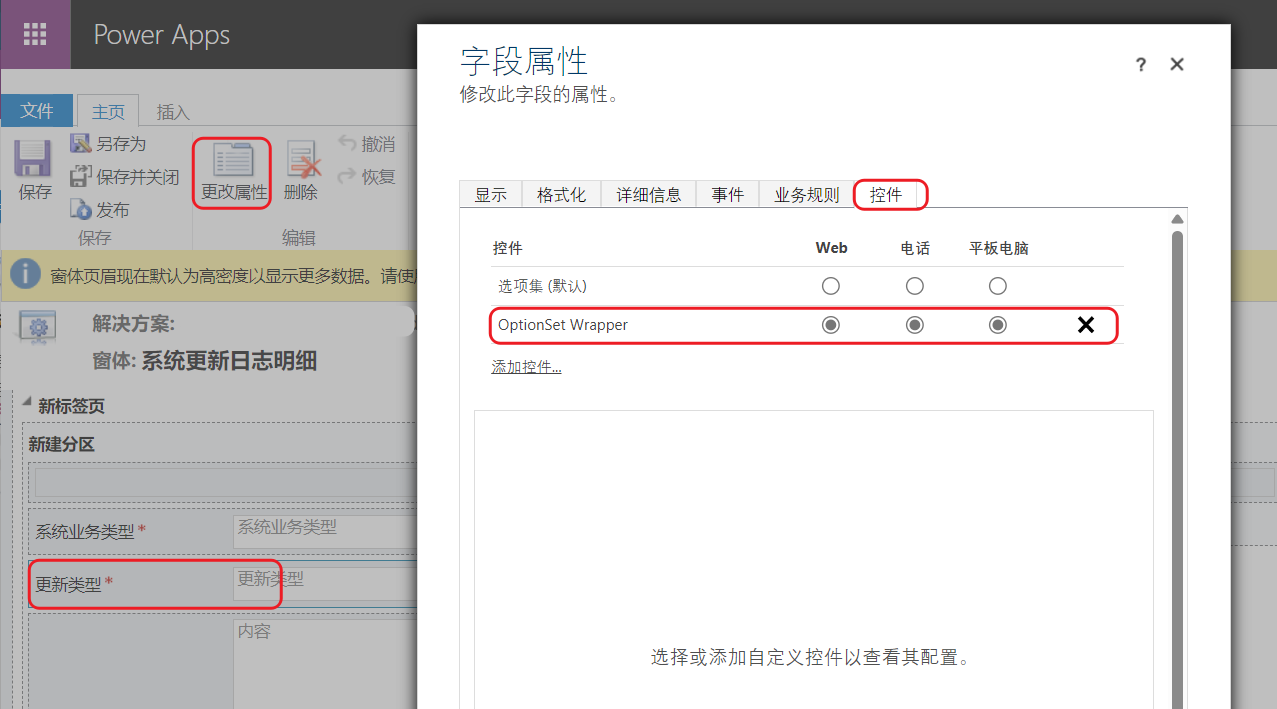 Power Apps
文件
主页
插入
保存
另存为
保存并关闭
发布
保存
更改属性
删除
撤消
恢复
编辑
窗体页眉现在默认为高密度以显示更多数据。请使
解决方案:
窗体: 系统更新日志明细
新标签页
新建分区
系统业务类型*
系统业务类型
更新类型*
更新类型
内容
字段属性
修改此字段的属性。
? ✕
显示
格式化
详细信息
事件
业务规则
控件
控件 Web 电话 平板电脑
选项集 (默认)
OptionSet Wrapper
添加控件...
选择或添加自定义控件以查看其配置。